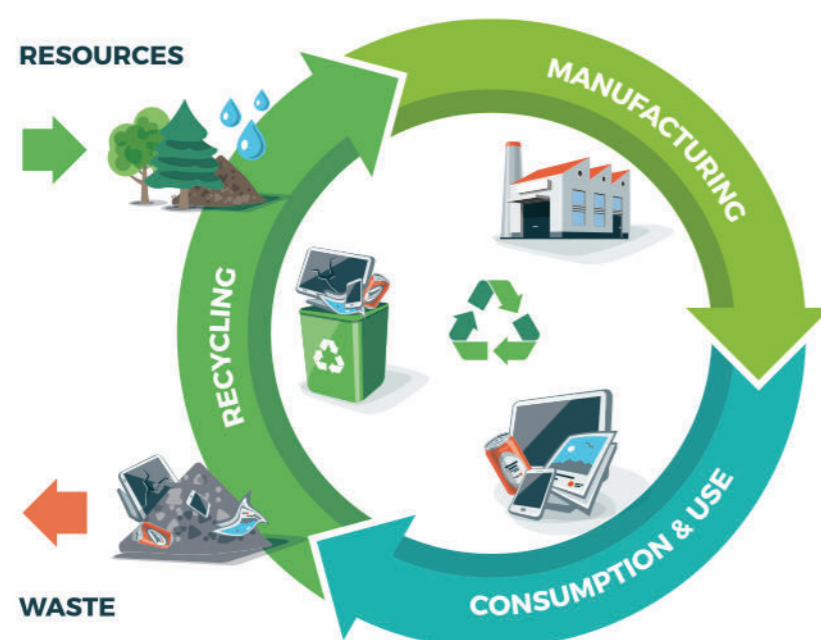 RESOURCES
MANUFACTURING
RECYCLING
CONSUMPTION & USE
WASTE